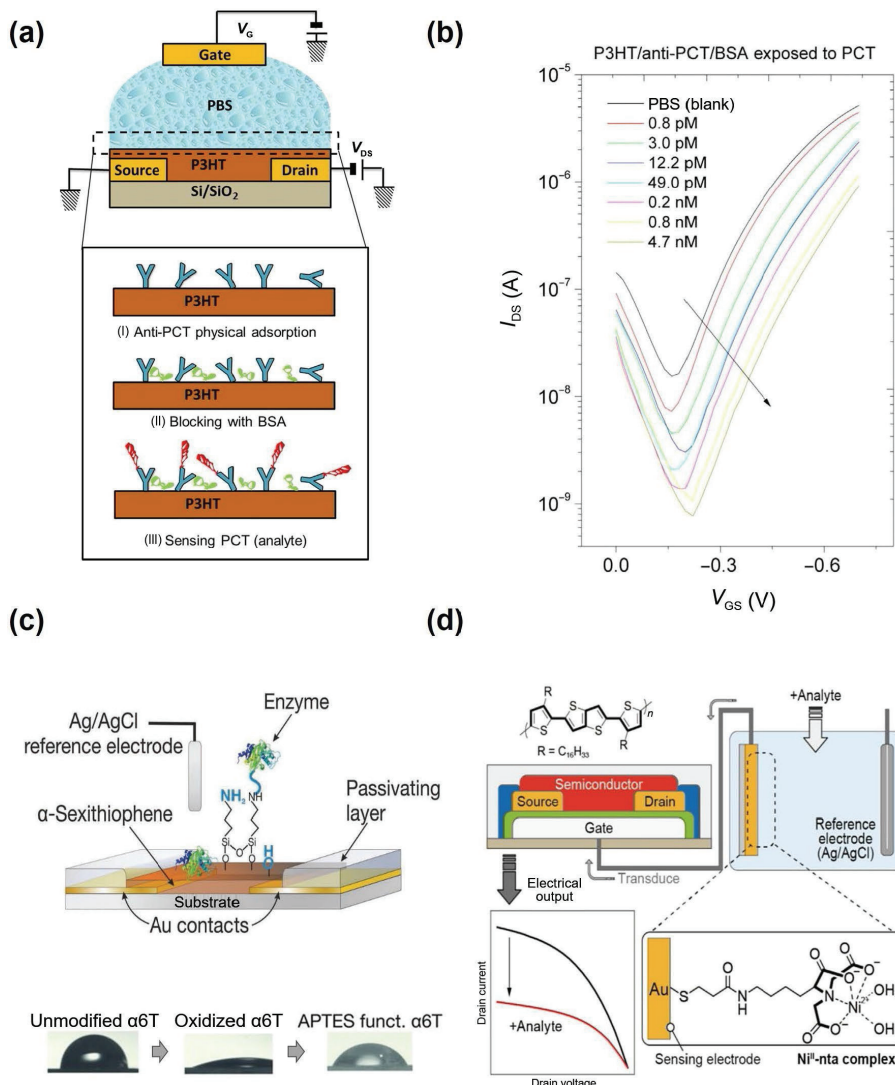 (a)
V_G
Gate
PBS
V_DS
Source
P3HT
Drain
Si/SiO₂
P3HT
(I) Anti-PCT physical adsorption
P3HT
(II) Blocking with BSA
P3HT
(III) Sensing PCT (analyte)
(b)
P3HT/anti-PCT/BSA exposed to PCT
10⁻⁵
10⁻⁶
10⁻⁷
10⁻⁸
10⁻⁹
I_DS (A)
PBS (blank)
0.8 pM
3.0 pM
12.2 pM
49.0 pM
0.2 nM
0.8 nM
4.7 nM
0.0
−0.3
−0.6
V_GS (V)
(c)
Ag/AgCl
reference electrode
Enzyme
α-Sexithiophene
NH₂
NH
Passivating
layer
Si
O
Si
O
O
H
O
Substrate
Au contacts
Unmodified α6T
Oxidized α6T
APTES funct. α6T
(d)
R
S
S
S
S
n
R
R = C₁₆H₃₃
+Analyte
Semiconductor
Source
Drain
Gate
Reference
electrode
(Ag/AgCl)
Transduce
Electrical
output
Drain current
+Analyte
Drain voltage
Au
S
O
N
H
O
O⁻
O
O⁻
N
Ni²⁺
OH
OH
O
O⁻
Sensing electrode
Niᴵᴵ-nta complex